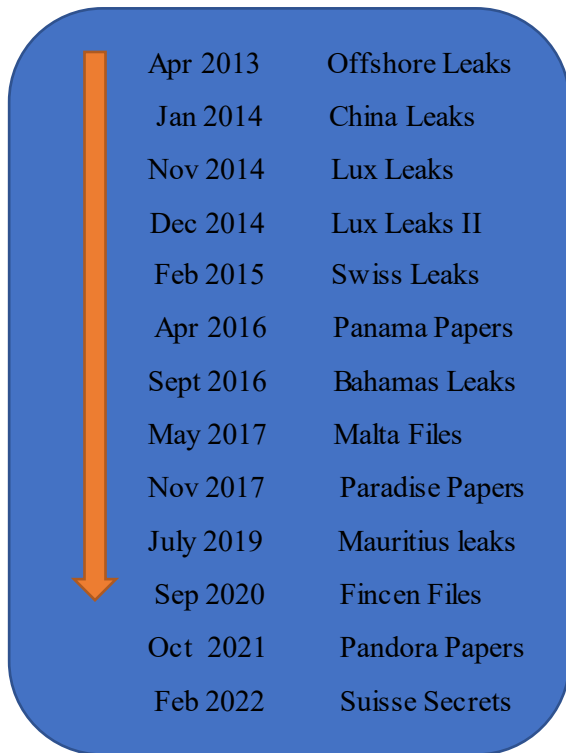 Apr 2013 Offshore Leaks
Jan 2014 China Leaks
Nov 2014 Lux Leaks
Dec 2014 Lux Leaks II
Feb 2015 Swiss Leaks
Apr 2016 Panama Papers
Sept 2016 Bahamas Leaks
May 2017 Malta Files
Nov 2017 Paradise Papers
July 2019 Mauritius leaks
Sep 2020 Fincen Files
Oct 2021 Pandora Papers
Feb 2022 Suisse Secrets